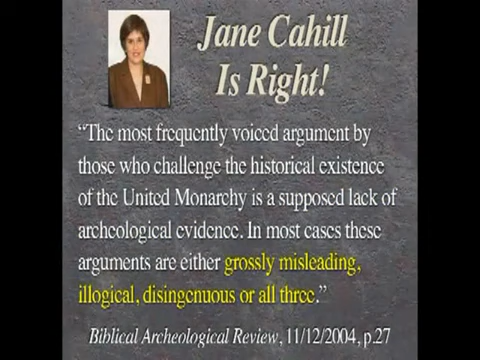 Jane Cahill
Is Right!
“The most frequently voiced argument by
those who challenge the historical existence
of the United Monarchy is a supposed lack of
archeological evidence. In most cases these
arguments are either grossly misleading,
illogical, disingenuous or all three.”
Biblical Archeological Review, 11/12/2004, p.27